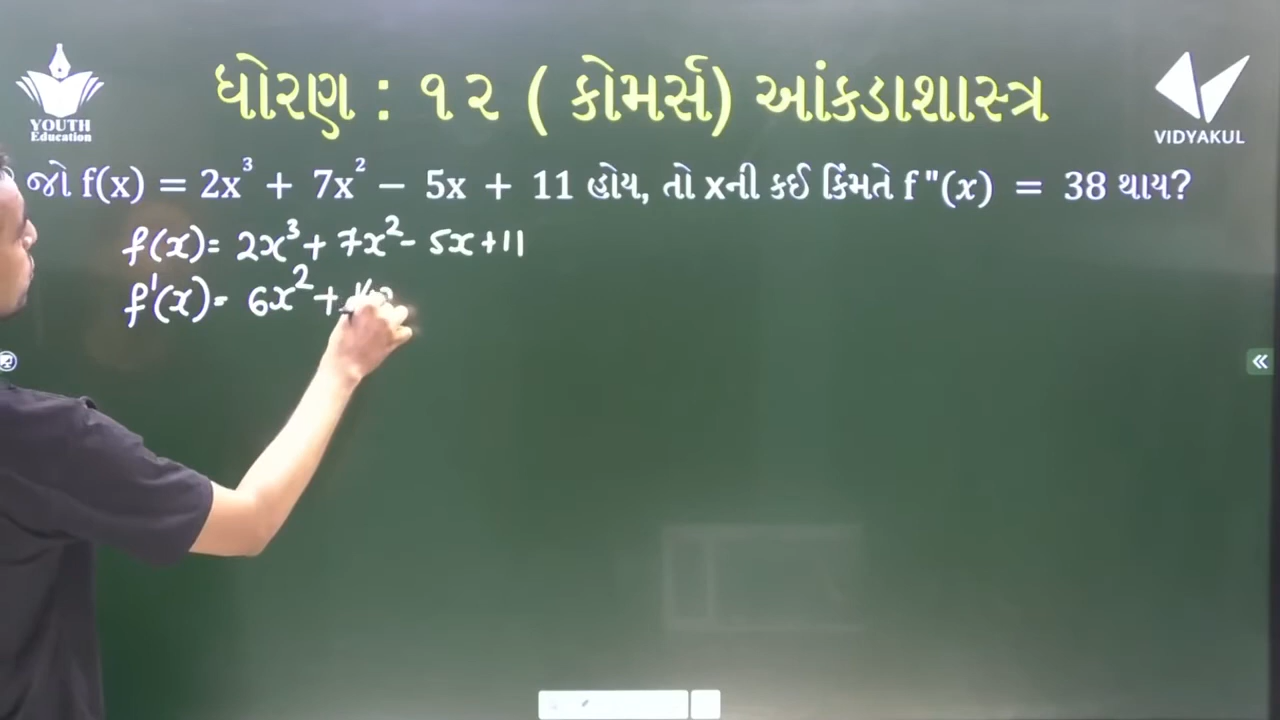 YOUTH
Education
ધોરણ : ૧૨ ( કોમર્સ) આંકડાશાસ્ત્ર
VIDYAKUL
જો f(x) = 2x³ + 7x² − 5x + 11 હોય, તો xની કઈ કિંમતે f "(x) = 38 થાય?
f(x) = 2x³ + 7x² - 5x + 11
f'(x) = 6x² +